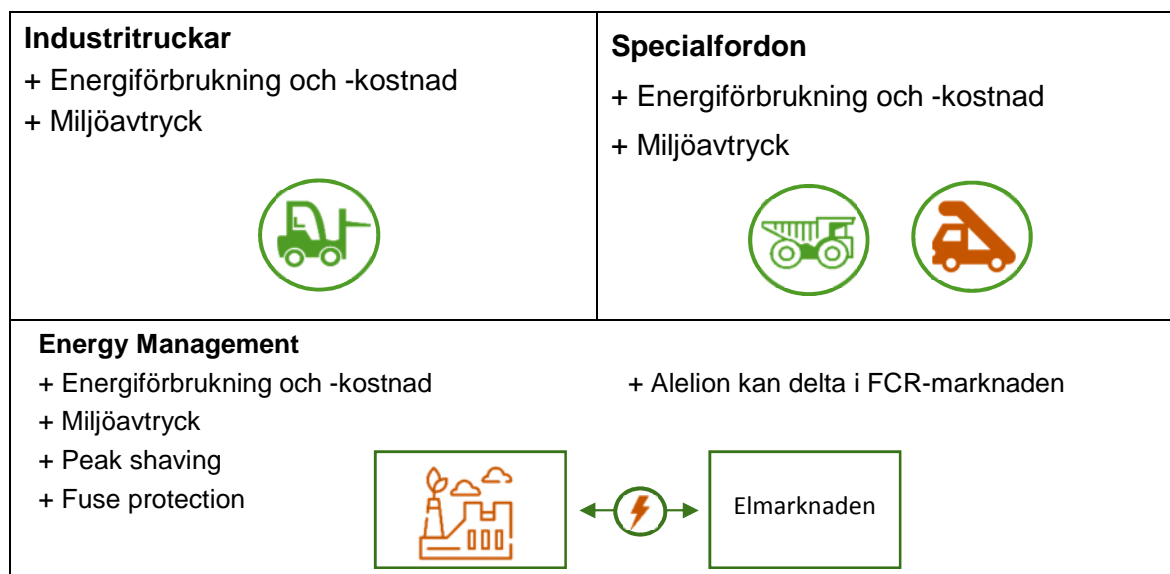 Industritruckar
+ Energiförbrukning och -kostnad
+ Miljöavtryck
Specialfordon
+ Energiförbrukning och -kostnad
+ Miljöavtryck
Energy Management
+ Energiförbrukning och -kostnad
+ Miljöavtryck
+ Peak shaving
+ Fuse protection
+ Alelion kan delta i FCR-marknaden
Elmarknaden